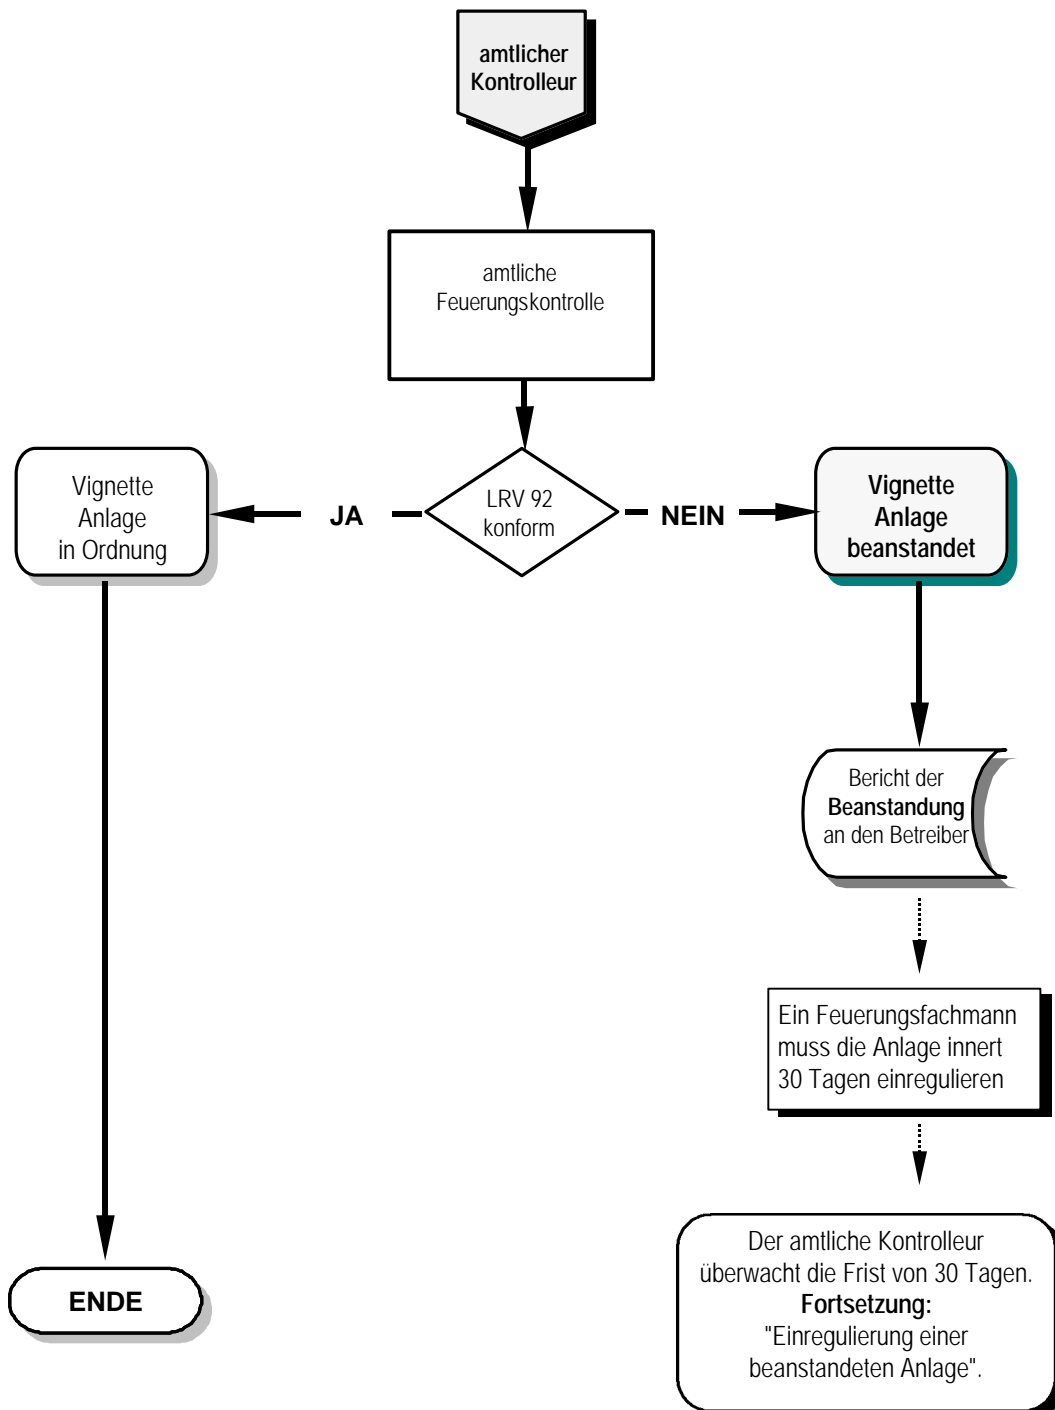 amtlicher
Kontrolleur
amtliche
Feuerungskontrolle
LRV 92
konform
JA
NEIN
Vignette
Anlage
in Ordnung
Vignette
Anlage
beanstandet
Bericht der
Beanstandung
an den Betreiber
Ein Feuerungsfachmann
muss die Anlage innert
30 Tagen einregulieren
ENDE
Der amtliche Kontrolleur
überwacht die Frist von 30 Tagen.
Fortsetzung:
"Einregulierung einer
beanstandeten Anlage".